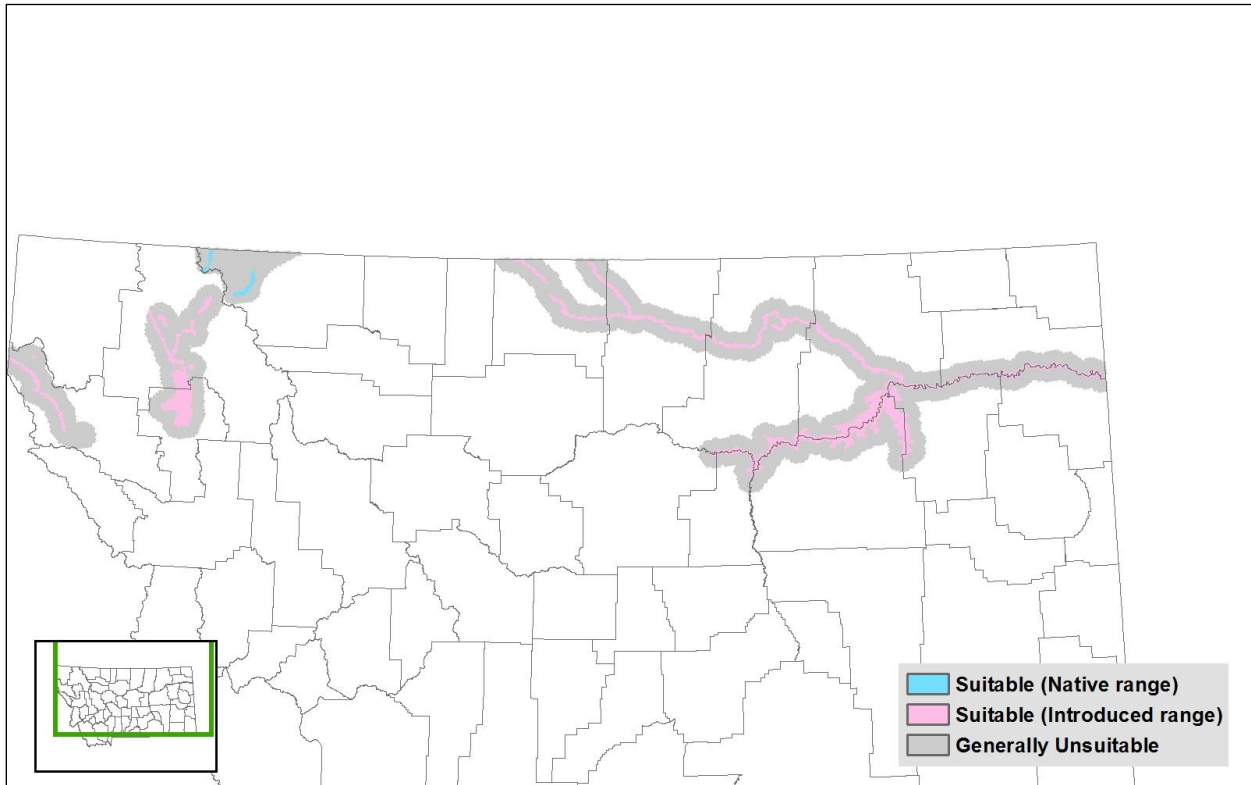 Suitable (Native range)
Suitable (Introduced range)
Generally Unsuitable